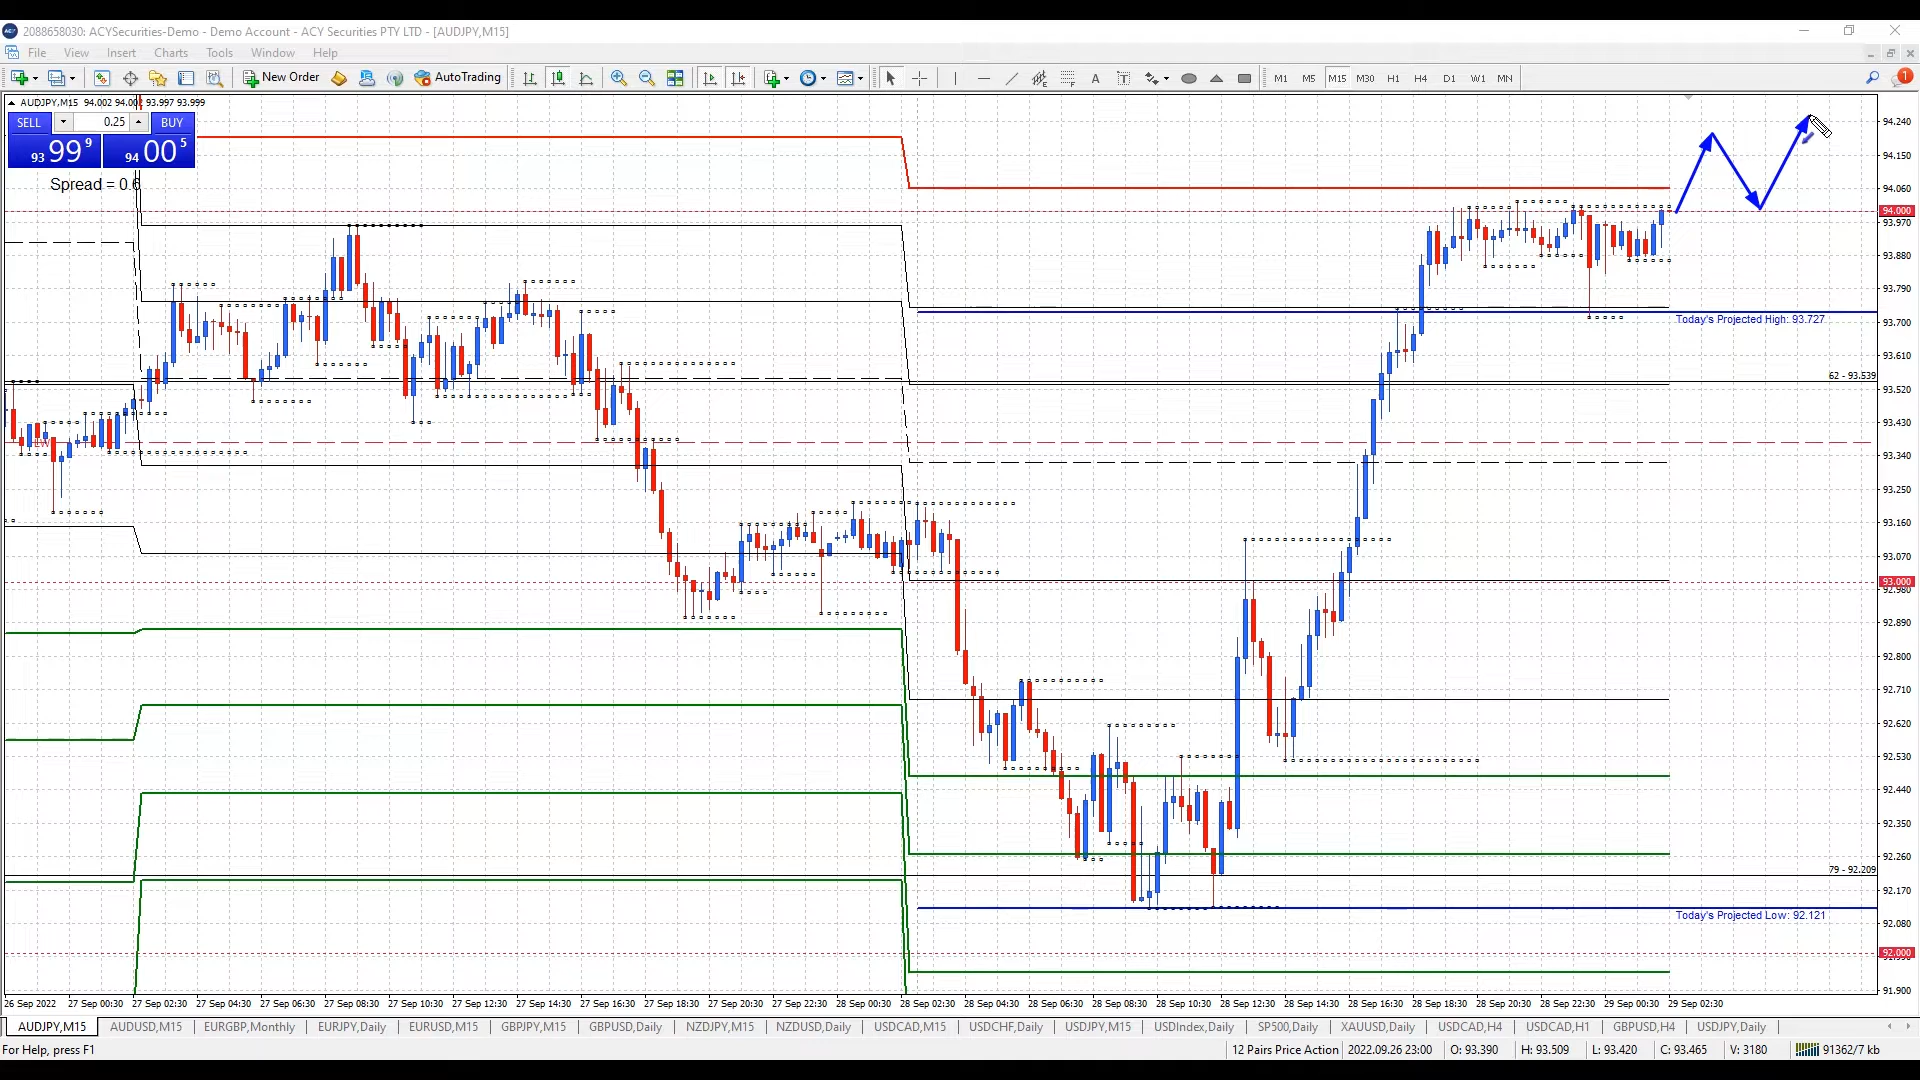 2088658030: ACYSecurities-Demo - Demo Account - ACY Securities PTY LTD - [AUDJPY,M15]
File View Insert Charts Tools Window Help
New Order AutoTrading A T M1 M5 M15 M30 H1 H4 D1 W1 MN 1
AUDJPY,M15 94.002 94.002 93.997 93.999
SELL 0.25 BUY
93 99 9 94 00 5
Spread = 0.6
94.240
94.150
94.060
94.000
93.970
93.880
93.790
Today's Projected High: 93.727
93.700
93.610
62 - 93.539
93.520
93.430
93.340
93.250
93.160
93.070
93.000
92.980
92.890
92.800
92.710
92.620
92.530
92.440
92.350
92.260
79 - 92.209
92.170
Today's Projected Low: 92.121
92.080
92.000
91.900
26 Sep 2022 27 Sep 00:30 27 Sep 02:30 27 Sep 04:30 27 Sep 06:30 27 Sep 08:30 27 Sep 10:30 27 Sep 12:30 27 Sep 14:30 27 Sep 16:30 27 Sep 18:30 27 Sep 20:30 27 Sep 22:30 28 Sep 00:30 28 Sep 02:30 28 Sep 04:30 28 Sep 06:30 28 Sep 08:30 28 Sep 10:30 28 Sep 12:30 28 Sep 14:30 28 Sep 16:30 28 Sep 18:30 28 Sep 20:30 28 Sep 22:30 29 Sep 00:30 29 Sep 02:30
AUDJPY,M15 AUDUSD,M15 EURGBP,Monthly EURJPY,Daily EURUSD,M15 GBPJPY,M15 GBPUSD,Daily NZDJPY,M15 NZDUSD,Daily USDCAD,M15 USDCHF,Daily USDJPY,M15 USDIndex,Daily SP500,Daily XAUUSD,Daily USDCAD,H4 USDCAD,H1 GBPUSD,H4 USDJPY,Daily
For Help, press F1 12 Pairs Price Action 2022.09.26 23:00 O: 93.390 H: 93.509 L: 93.420 C: 93.465 V: 3180 91362/7 kb